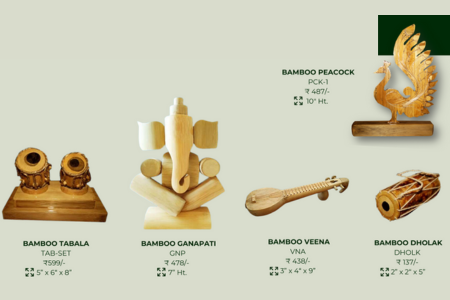 BAMBOO PEACOCK
PCK-1
₹ 487/-
10" Ht.
BAMBOO TABALA
TAB-SET
₹599/-
5" x 6" x 8"
BAMBOO GANAPATI
GNP
₹ 478/-
7" Ht.
BAMBOO VEENA
VNA
₹ 438/-
3" x 4" x 9"
BAMBOO DHOLAK
DHOLK
₹ 137/-
2" x 2" x 5"